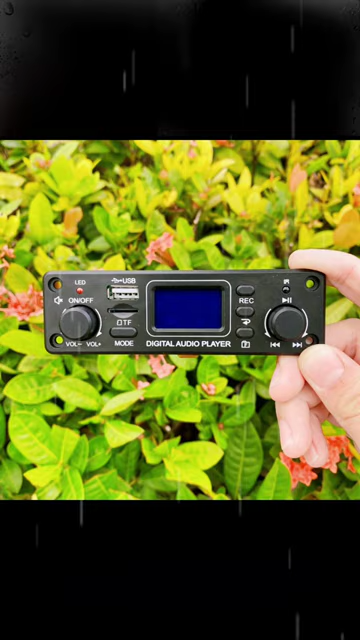 LED
USB
ON/OFF
REC
TF
VOL− VOL+
MODE
DIGITAL AUDIO PLAYER